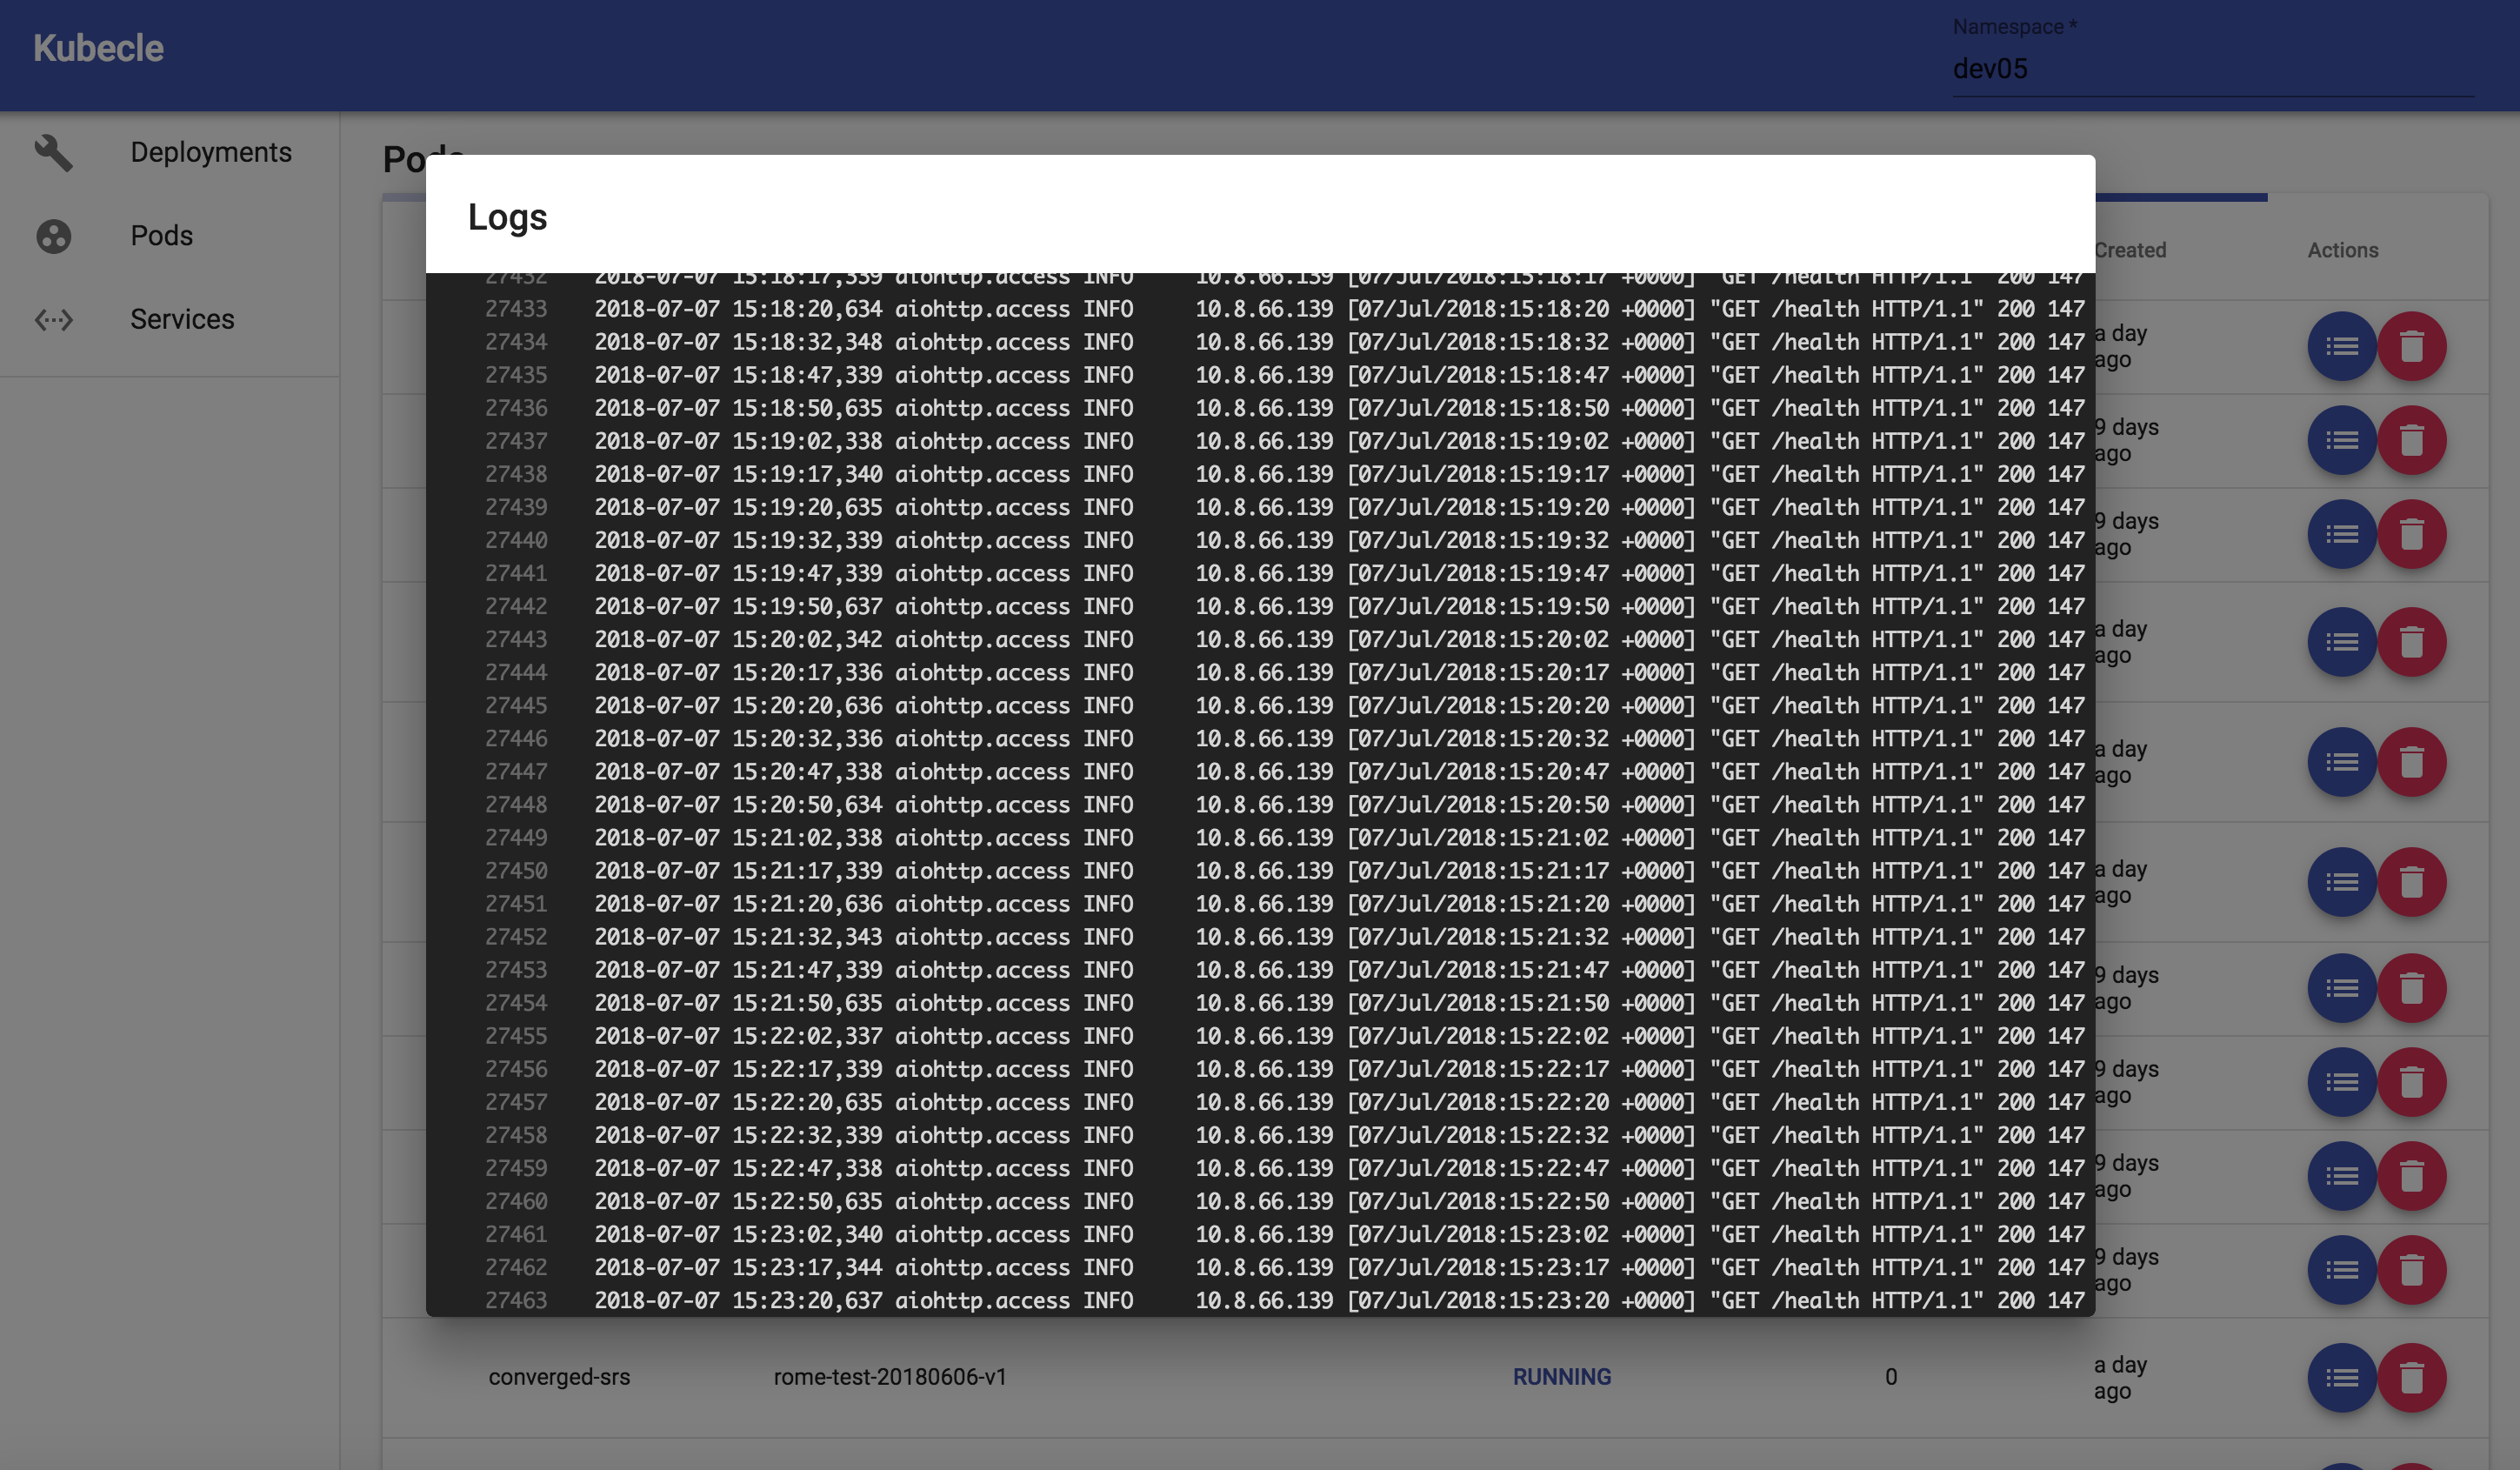 Kubecle
Namespace *
dev05
Deployments
Pods
Services
Pods
Created
Actions
Logs
27432 2018-07-07 15:18:17,339 aiohttp.access INFO 10.8.66.139 [07/Jul/2018:15:18:17 +0000] "GET /health HTTP/1.1" 200 147
27433 2018-07-07 15:18:20,634 aiohttp.access INFO 10.8.66.139 [07/Jul/2018:15:18:20 +0000] "GET /health HTTP/1.1" 200 147
27434 2018-07-07 15:18:32,348 aiohttp.access INFO 10.8.66.139 [07/Jul/2018:15:18:32 +0000] "GET /health HTTP/1.1" 200 147
27435 2018-07-07 15:18:47,339 aiohttp.access INFO 10.8.66.139 [07/Jul/2018:15:18:47 +0000] "GET /health HTTP/1.1" 200 147
27436 2018-07-07 15:18:50,635 aiohttp.access INFO 10.8.66.139 [07/Jul/2018:15:18:50 +0000] "GET /health HTTP/1.1" 200 147
27437 2018-07-07 15:19:02,338 aiohttp.access INFO 10.8.66.139 [07/Jul/2018:15:19:02 +0000] "GET /health HTTP/1.1" 200 147
27438 2018-07-07 15:19:17,340 aiohttp.access INFO 10.8.66.139 [07/Jul/2018:15:19:17 +0000] "GET /health HTTP/1.1" 200 147
27439 2018-07-07 15:19:20,635 aiohttp.access INFO 10.8.66.139 [07/Jul/2018:15:19:20 +0000] "GET /health HTTP/1.1" 200 147
27440 2018-07-07 15:19:32,339 aiohttp.access INFO 10.8.66.139 [07/Jul/2018:15:19:32 +0000] "GET /health HTTP/1.1" 200 147
27441 2018-07-07 15:19:47,339 aiohttp.access INFO 10.8.66.139 [07/Jul/2018:15:19:47 +0000] "GET /health HTTP/1.1" 200 147
27442 2018-07-07 15:19:50,637 aiohttp.access INFO 10.8.66.139 [07/Jul/2018:15:19:50 +0000] "GET /health HTTP/1.1" 200 147
27443 2018-07-07 15:20:02,342 aiohttp.access INFO 10.8.66.139 [07/Jul/2018:15:20:02 +0000] "GET /health HTTP/1.1" 200 147
27444 2018-07-07 15:20:17,336 aiohttp.access INFO 10.8.66.139 [07/Jul/2018:15:20:17 +0000] "GET /health HTTP/1.1" 200 147
27445 2018-07-07 15:20:20,636 aiohttp.access INFO 10.8.66.139 [07/Jul/2018:15:20:20 +0000] "GET /health HTTP/1.1" 200 147
27446 2018-07-07 15:20:32,336 aiohttp.access INFO 10.8.66.139 [07/Jul/2018:15:20:32 +0000] "GET /health HTTP/1.1" 200 147
27447 2018-07-07 15:20:47,338 aiohttp.access INFO 10.8.66.139 [07/Jul/2018:15:20:47 +0000] "GET /health HTTP/1.1" 200 147
27448 2018-07-07 15:20:50,634 aiohttp.access INFO 10.8.66.139 [07/Jul/2018:15:20:50 +0000] "GET /health HTTP/1.1" 200 147
27449 2018-07-07 15:21:02,338 aiohttp.access INFO 10.8.66.139 [07/Jul/2018:15:21:02 +0000] "GET /health HTTP/1.1" 200 147
27450 2018-07-07 15:21:17,339 aiohttp.access INFO 10.8.66.139 [07/Jul/2018:15:21:17 +0000] "GET /health HTTP/1.1" 200 147
27451 2018-07-07 15:21:20,636 aiohttp.access INFO 10.8.66.139 [07/Jul/2018:15:21:20 +0000] "GET /health HTTP/1.1" 200 147
27452 2018-07-07 15:21:32,343 aiohttp.access INFO 10.8.66.139 [07/Jul/2018:15:21:32 +0000] "GET /health HTTP/1.1" 200 147
27453 2018-07-07 15:21:47,339 aiohttp.access INFO 10.8.66.139 [07/Jul/2018:15:21:47 +0000] "GET /health HTTP/1.1" 200 147
27454 2018-07-07 15:21:50,635 aiohttp.access INFO 10.8.66.139 [07/Jul/2018:15:21:50 +0000] "GET /health HTTP/1.1" 200 147
27455 2018-07-07 15:22:02,337 aiohttp.access INFO 10.8.66.139 [07/Jul/2018:15:22:02 +0000] "GET /health HTTP/1.1" 200 147
27456 2018-07-07 15:22:17,339 aiohttp.access INFO 10.8.66.139 [07/Jul/2018:15:22:17 +0000] "GET /health HTTP/1.1" 200 147
27457 2018-07-07 15:22:20,635 aiohttp.access INFO 10.8.66.139 [07/Jul/2018:15:22:20 +0000] "GET /health HTTP/1.1" 200 147
27458 2018-07-07 15:22:32,339 aiohttp.access INFO 10.8.66.139 [07/Jul/2018:15:22:32 +0000] "GET /health HTTP/1.1" 200 147
27459 2018-07-07 15:22:47,338 aiohttp.access INFO 10.8.66.139 [07/Jul/2018:15:22:47 +0000] "GET /health HTTP/1.1" 200 147
27460 2018-07-07 15:22:50,635 aiohttp.access INFO 10.8.66.139 [07/Jul/2018:15:22:50 +0000] "GET /health HTTP/1.1" 200 147
27461 2018-07-07 15:23:02,340 aiohttp.access INFO 10.8.66.139 [07/Jul/2018:15:23:02 +0000] "GET /health HTTP/1.1" 200 147
27462 2018-07-07 15:23:17,344 aiohttp.access INFO 10.8.66.139 [07/Jul/2018:15:23:17 +0000] "GET /health HTTP/1.1" 200 147
27463 2018-07-07 15:23:20,637 aiohttp.access INFO 10.8.66.139 [07/Jul/2018:15:23:20 +0000] "GET /health HTTP/1.1" 200 147
a day
ago
9 days
ago
9 days
ago
a day
ago
a day
ago
a day
ago
9 days
ago
9 days
ago
9 days
ago
9 days
ago
converged-srs rome-test-20180606-v1 RUNNING 0
a day
ago